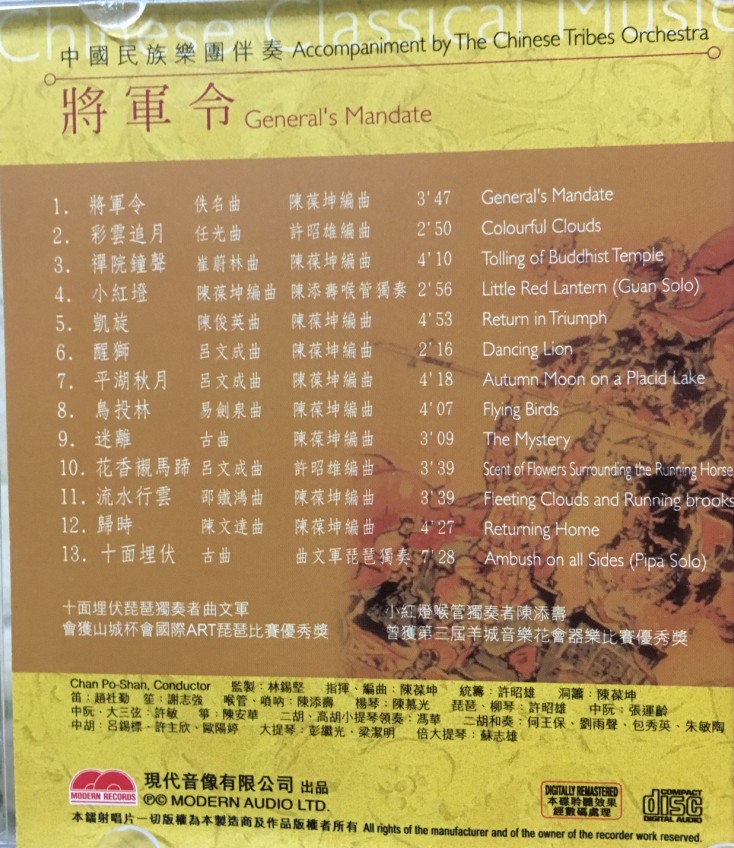 Chinese Classical Music
中國民族樂團伴奏 Accompaniment by The Chinese Tribes Orchestra
將軍令 General's Mandate
1. 將軍令 佚名曲 陳葆坤編曲 3'47 General's Mandate
2. 彩雲追月 任光曲 許昭雄編曲 2'50 Colourful Clouds
3. 禪院鐘聲 崔蔚林曲 陳葆坤編曲 4'10 Tolling of Buddhist Temple
4. 小紅燈 陳葆坤編曲 陳添壽喉管獨奏 2'56 Little Red Lantern (Guan Solo)
5. 凱旋 陳俊英曲 陳葆坤編曲 4'53 Return in Triumph
6. 醒獅 呂文成曲 陳葆坤編曲 2'16 Dancing Lion
7. 平湖秋月 呂文成曲 陳葆坤編曲 4'18 Autumn Moon on a Placid Lake
8. 鳥投林 易劍泉曲 陳葆坤編曲 4'07 Flying Birds
9. 迷離 古曲 陳葆坤編曲 3'09 The Mystery
10. 花香襯馬蹄 呂文成曲 許昭雄編曲 3'39 Scent of Flowers Surrounding the Running Horse
11. 流水行雲 邵鐵鴻曲 陳葆坤編曲 3'39 Fleeting Clouds and Running brooks
12. 歸時 陳文達曲 陳葆坤編曲 4'27 Returning Home
13. 十面埋伏 古曲 曲文軍琵琶獨奏 7'28 Ambush on all Sides (Pipa Solo)
十面埋伏琵琶獨奏者曲文軍
會獲山城杯會國際ART琵琶比賽優秀獎
小紅燈喉管獨奏者陳添壽
曾獲第三屆羊城音樂花會器樂比賽優秀獎
Chan Po-Shan, Conductor 監製：林錫堅 指揮、編曲：陳葆坤 統籌：許昭雄 洞簫：陳葆坤
笛：趙社勤 笙：謝志強 喉管、嗩吶：陳添壽 楊琴：陳慕光 琵琶、柳琴：許昭雄 中阮：張運齡
中阮、大三弦：許敏 箏：陳安華 二胡、高胡小提琴領奏：馮華 二胡和奏：何王保、劉雨聲、包秀英、朱敏陶
中胡：呂錫標、許主欣、歐陽婷 大提琴：彭繼光、梁潔明 倍大提琴：蘇志雄
MODERN RECORDS
現代音像有限公司 出品
℗© MODERN AUDIO LTD.
DIGITALLY REMASTERED
本碟聆聽效果
經數碼處理
COMPACT
disc
DIGITAL AUDIO
本鐳射唱片一切版權為本製造商及作品版權者所有 All rights of the manufacturer and of the owner of the recorder work reserved.